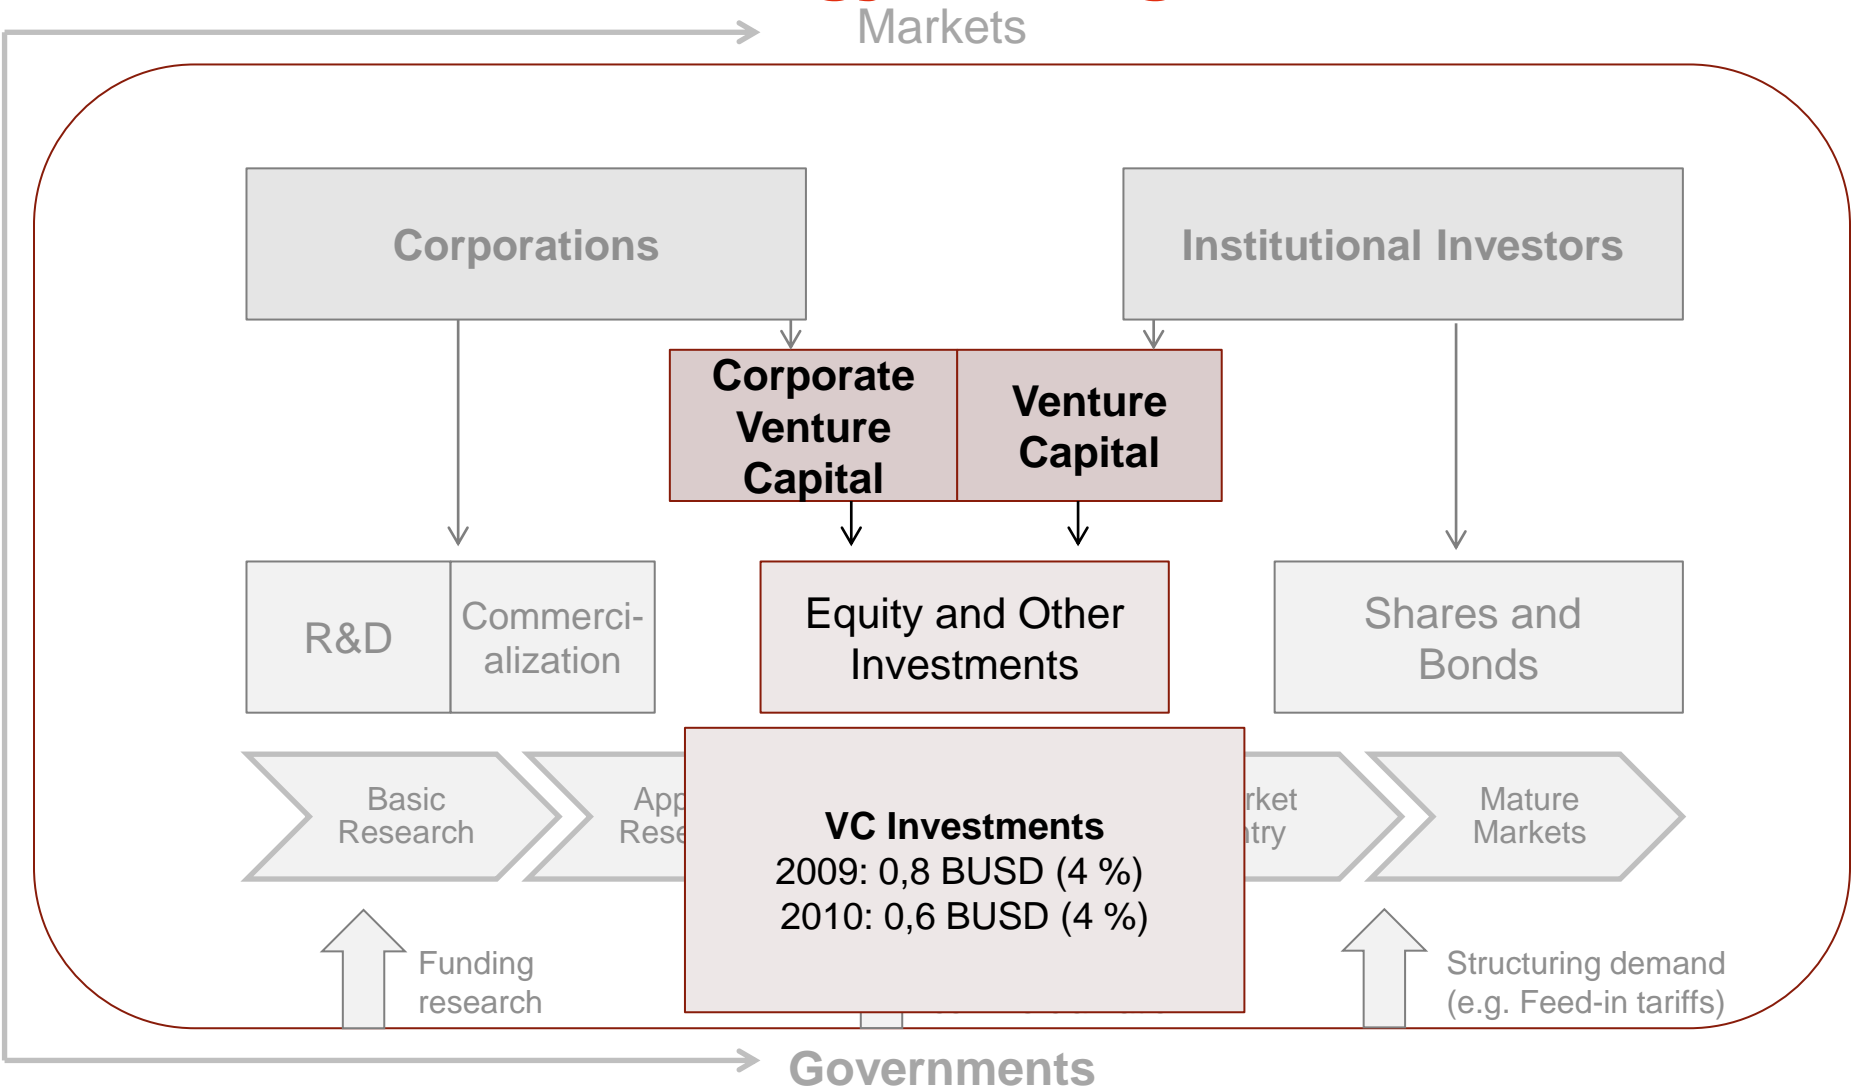 Markets
Corporations
Institutional Investors
Corporate
Venture
Capital
Venture
Capital
R&D
Commerci-
alization
Equity and Other
Investments
Shares and
Bonds
Basic
Research
Mature
Markets
VC Investments
2009: 0,8 BUSD (4 %)
2010: 0,6 BUSD (4 %)
Funding
research
Structuring demand
(e.g. Feed-in tariffs)
Governments